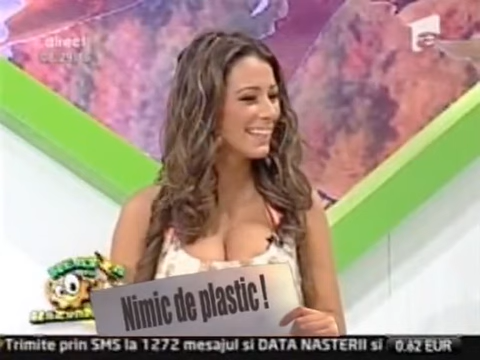 direct
Nimic de plastic !
Trimite prin SMS la 1272 mesajul si DATA NASTERII si
0.62 EUR